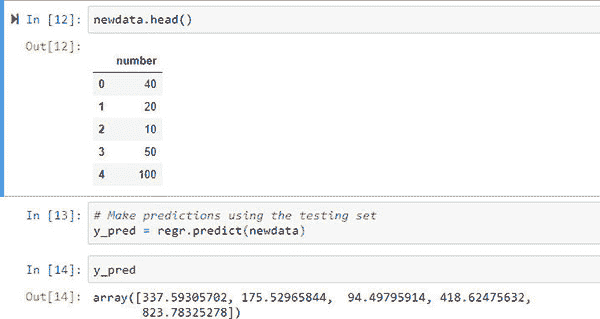 In [12]: newdata.head()
Out[12]:
number
0 40
1 20
2 10
3 50
4 100
In [13]: # Make predictions using the testing set
y_pred = regr.predict(newdata)
In [14]: y_pred
Out[14]: array([337.59305702, 175.52965844,  94.49795914, 418.62475632,
823.78325278])